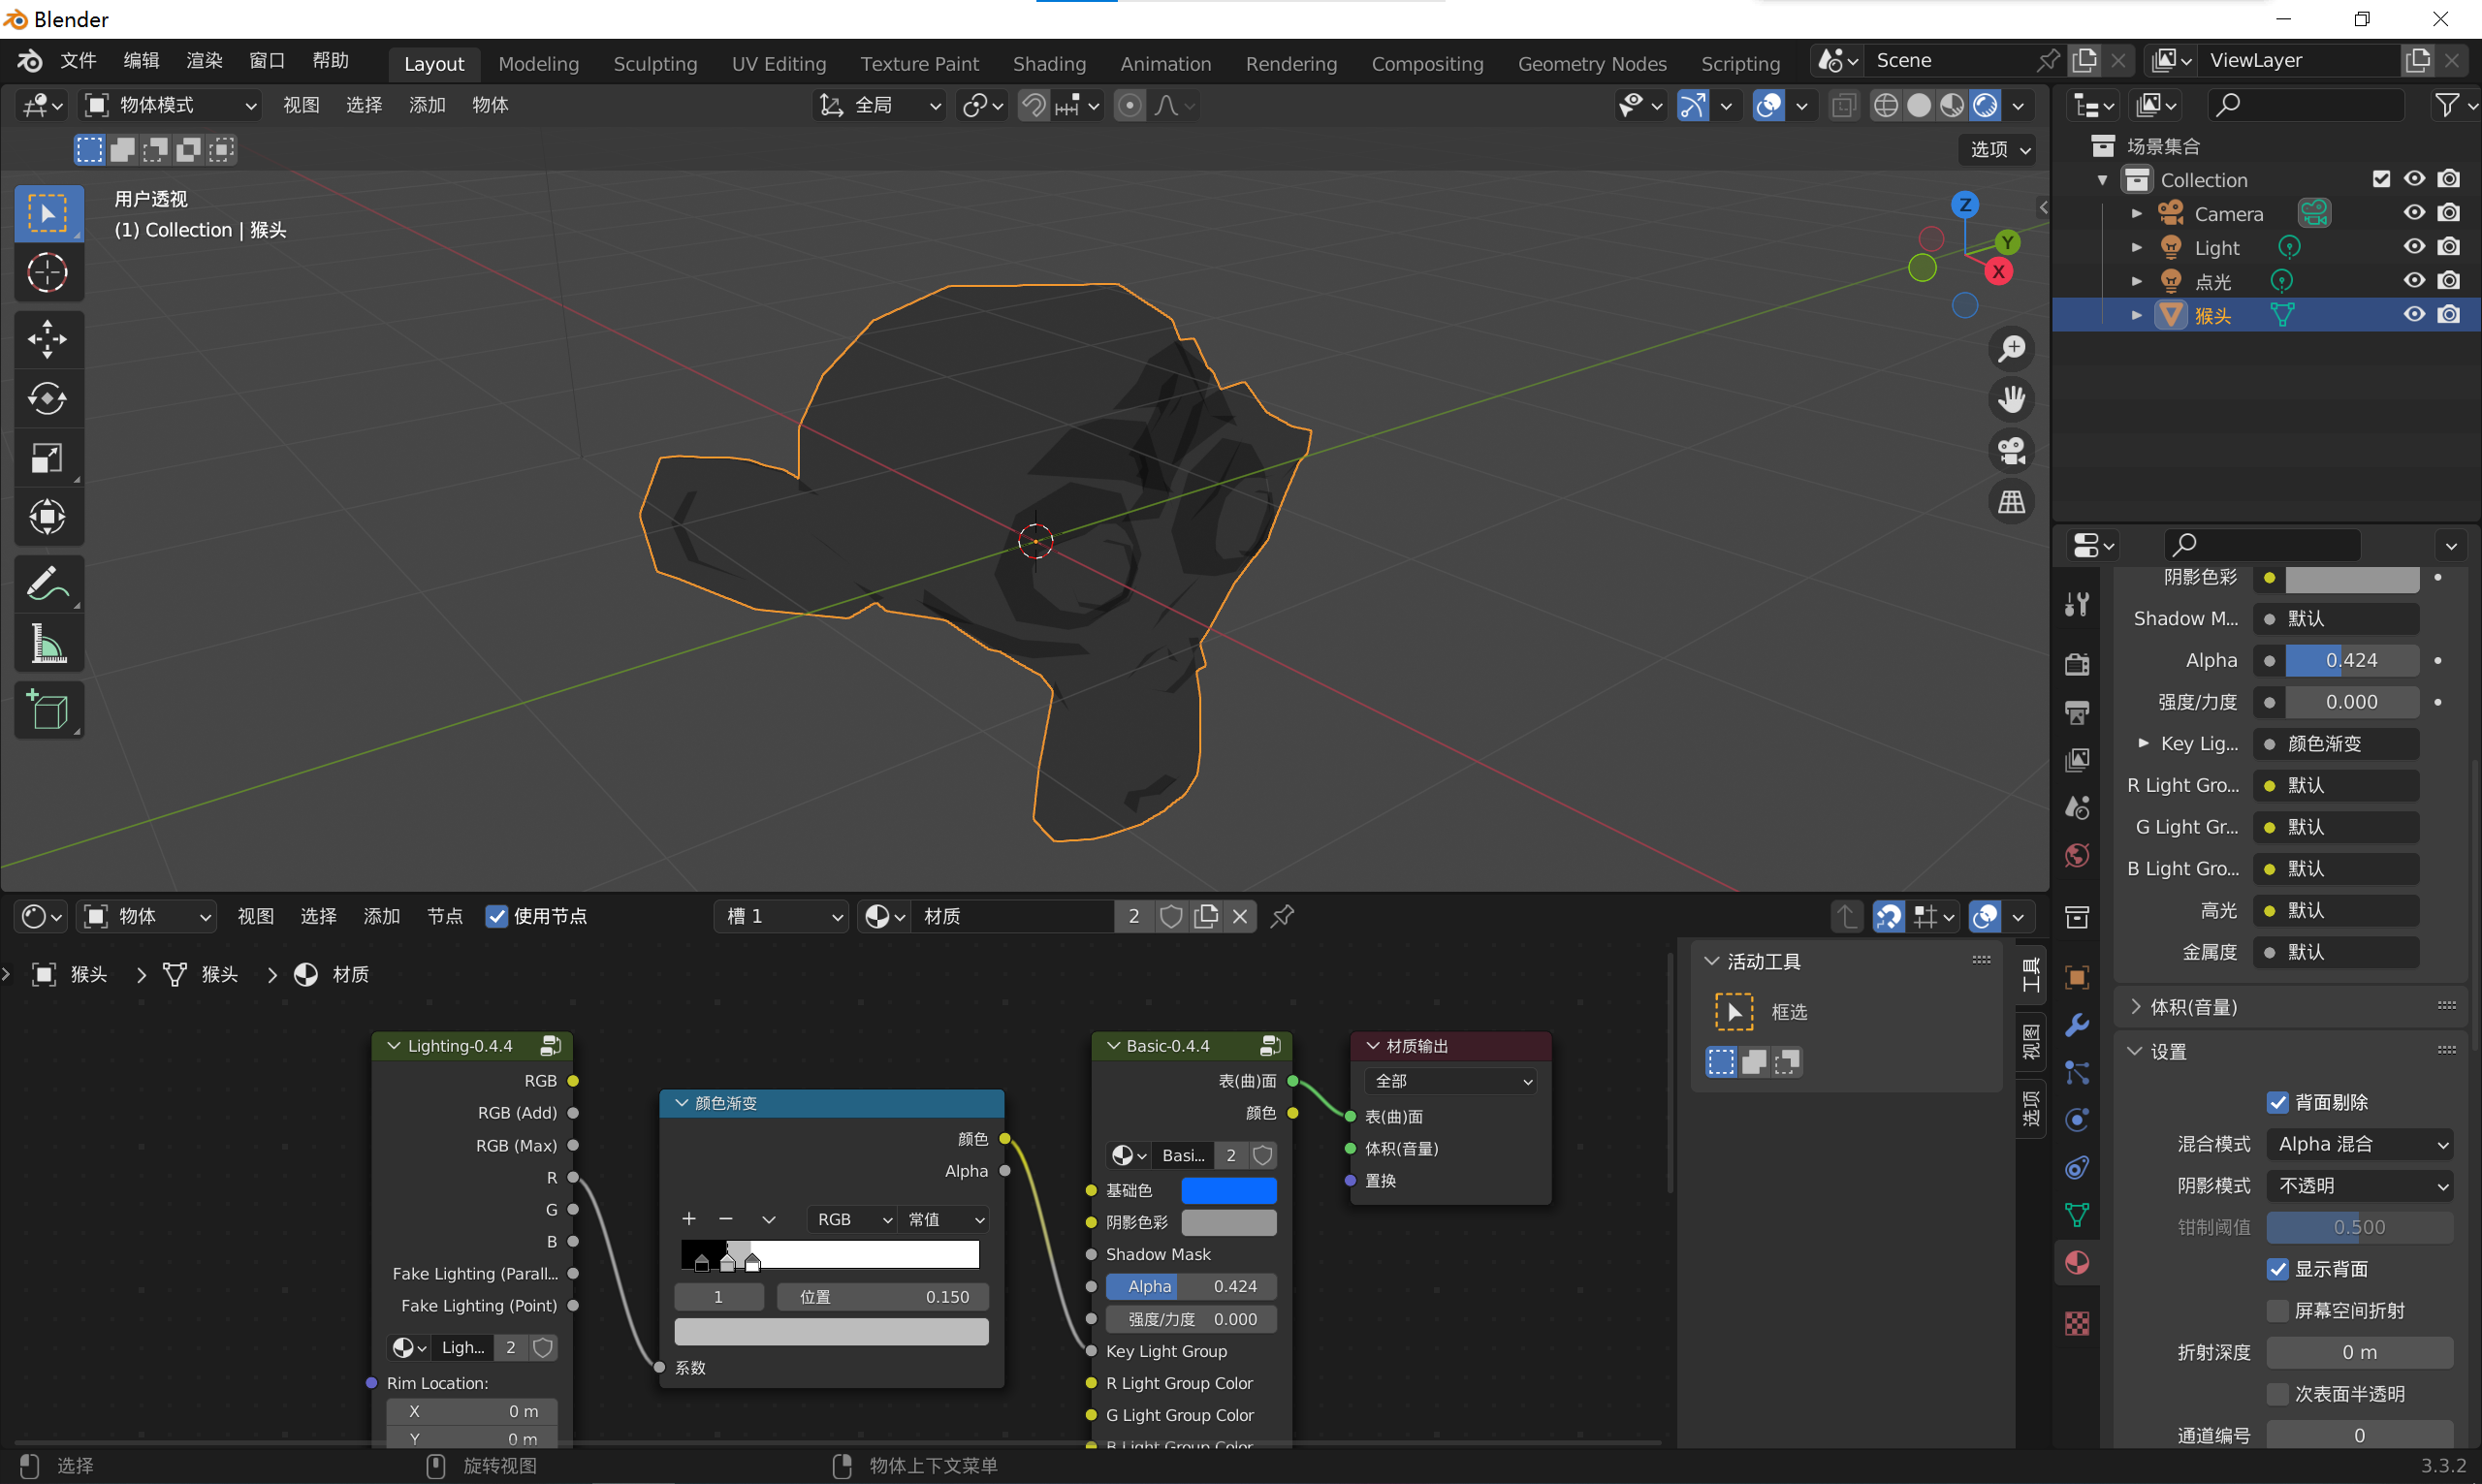 Blender
文件 编辑 渲染 窗口 帮助 Layout Modeling Sculpting UV Editing Texture Paint Shading Animation Rendering Compositing Geometry Nodes Scripting Scene ViewLayer
物体模式 视图 选择 添加 物体 全局
选项
用户透视
(1) Collection | 猴头
Z
Y
X
场景集合
Collection
Camera
Light
点光
猴头
阴影色彩
Shadow M... 默认
Alpha 0.424
强度/力度 0.000
Key Lig... 颜色渐变
R Light Gro... 默认
G Light Gr... 默认
B Light Gro... 默认
高光 默认
金属度 默认
体积(音量)
设置
背面剔除
混合模式 Alpha 混合
阴影模式 不透明
钳制阈值 0.500
显示背面
屏幕空间折射
折射深度 0 m
次表面半透明
通道编号 0
物体 视图 选择 添加 节点 使用节点 槽 1 材质 2
猴头 猴头 材质
活动工具
框选
工具
视图
选项
Lighting-0.4.4
RGB
RGB (Add)
RGB (Max)
R
G
B
Fake Lighting (Parall...
Fake Lighting (Point)
Ligh... 2
Rim Location:
X 0 m
Y 0 m
颜色渐变
颜色
Alpha
RGB 常值
1 位置 0.150
系数
Basic-0.4.4
表(曲)面
颜色
Basi... 2
基础色
阴影色彩
Shadow Mask
Alpha 0.424
强度/力度 0.000
Key Light Group
R Light Group Color
G Light Group Color
B Light Group Color
材质输出
全部
表(曲)面
体积(音量)
置换
选择 旋转视图 物体上下文菜单 3.3.2